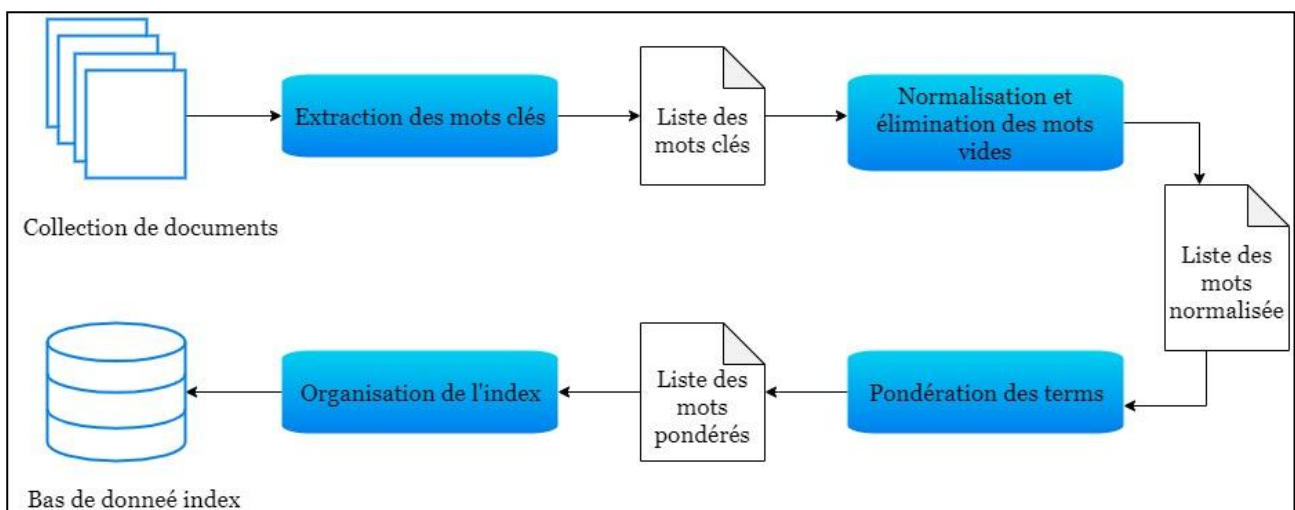 Extraction des mots clés
Liste des
mots clés
Normalisation et
élimination des mots
vides
Collection de documents
Liste des
mots
normalisée
Pondération des terms
Liste des
mots
pondérés
Organisation de l'index
Bas de donneé index